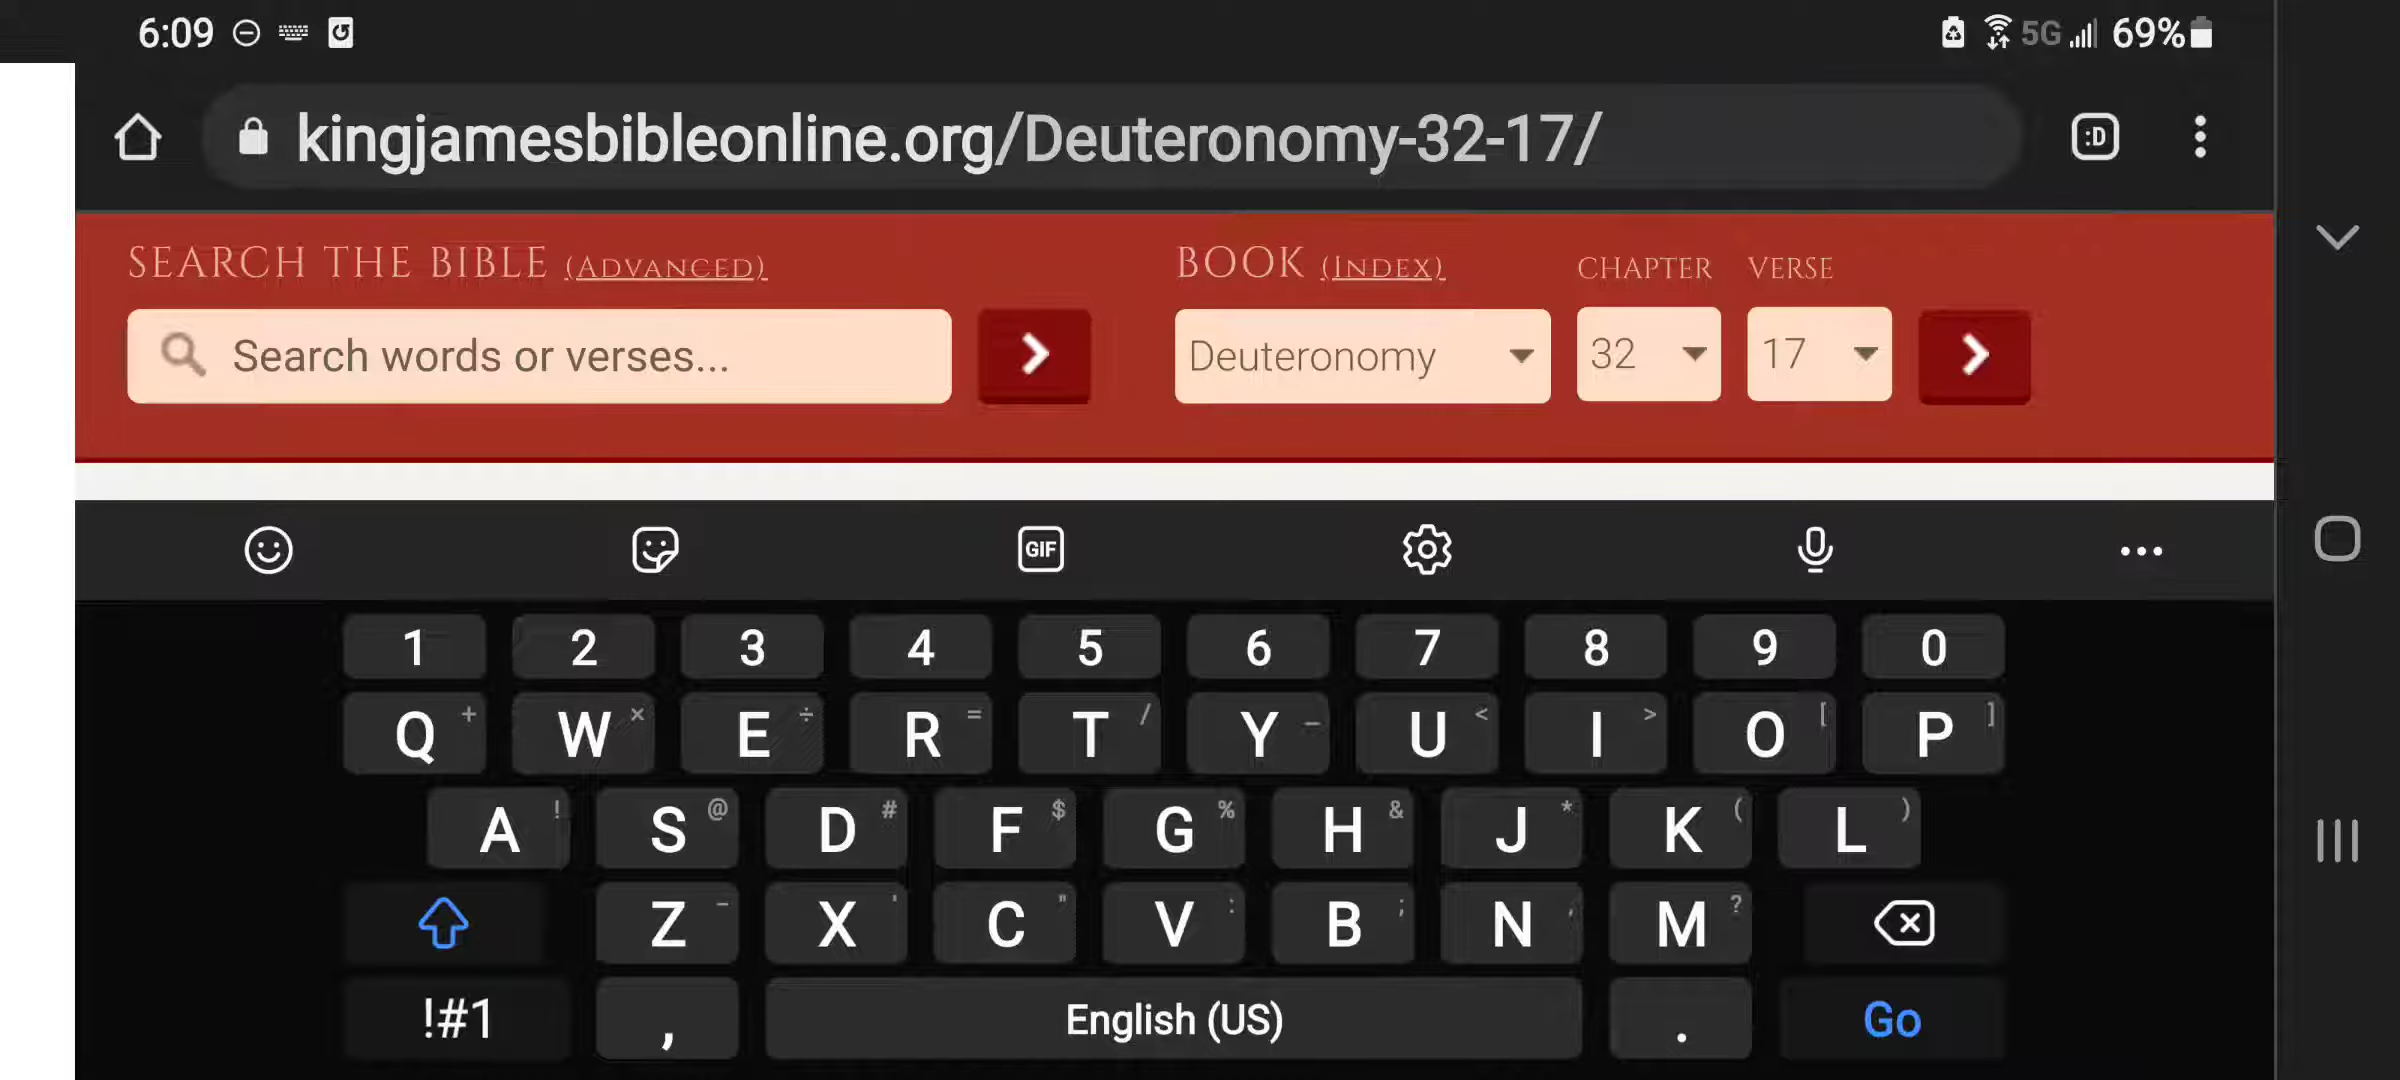 6:09 5G 69%
kingjamesbibleonline.org/Deuteronomy-32-17/
:D
SEARCH THE BIBLE (ADVANCED) BOOK (INDEX) CHAPTER VERSE
Search words or verses... Deuteronomy 32 17
GIF
1 2 3 4 5 6 7 8 9 0
Q + W × E ÷ R = T / Y _ U < I > O [ P ]
A ! S @ D # F $ G % H & J * K ( L )
Z - X ' C " V : B ; N , M ?
!#1 , English (US) . Go